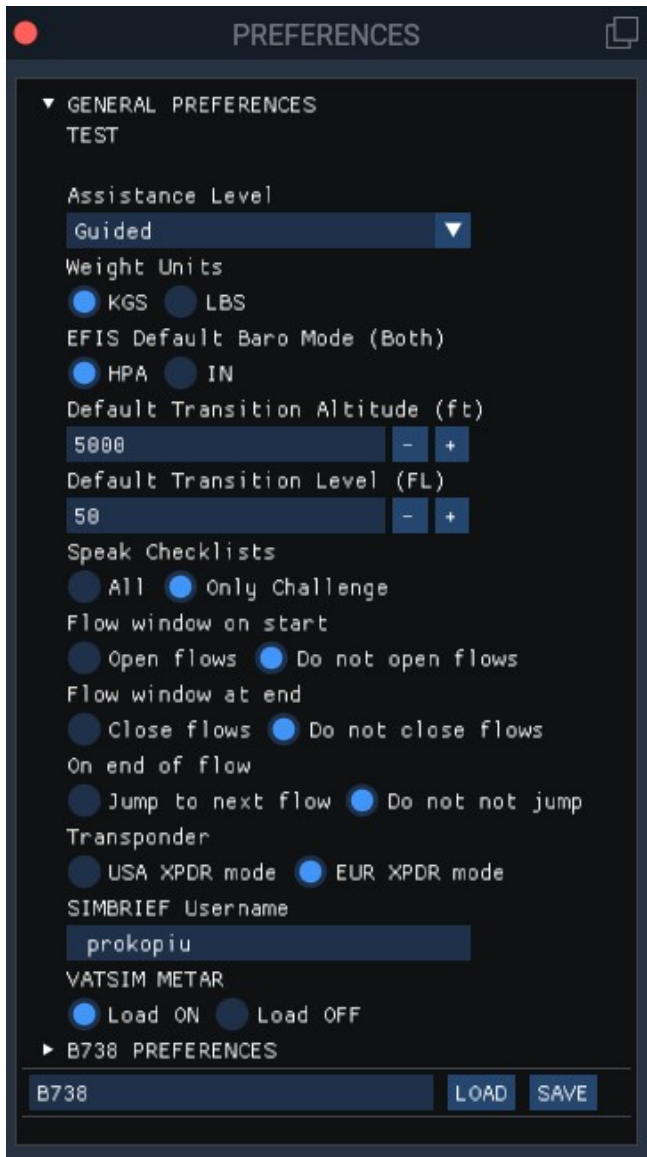 PREFERENCES
GENERAL PREFERENCES
TEST
Assistance Level
Guided
Weight Units
KGS LBS
EFIS Default Baro Mode (Both)
HPA IN
Default Transition Altitude (ft)
5000 - +
Default Transition Level (FL)
50 - +
Speak Checklists
All Only Challenge
Flow window on start
Open flows Do not open flows
Flow window at end
Close flows Do not close flows
On end of flow
Jump to next flow Do not not jump
Transponder
USA XPDR mode EUR XPDR mode
SIMBRIEF Username
prokopiu
VATSIM METAR
Load ON Load OFF
B738 PREFERENCES
B738 LOAD SAVE